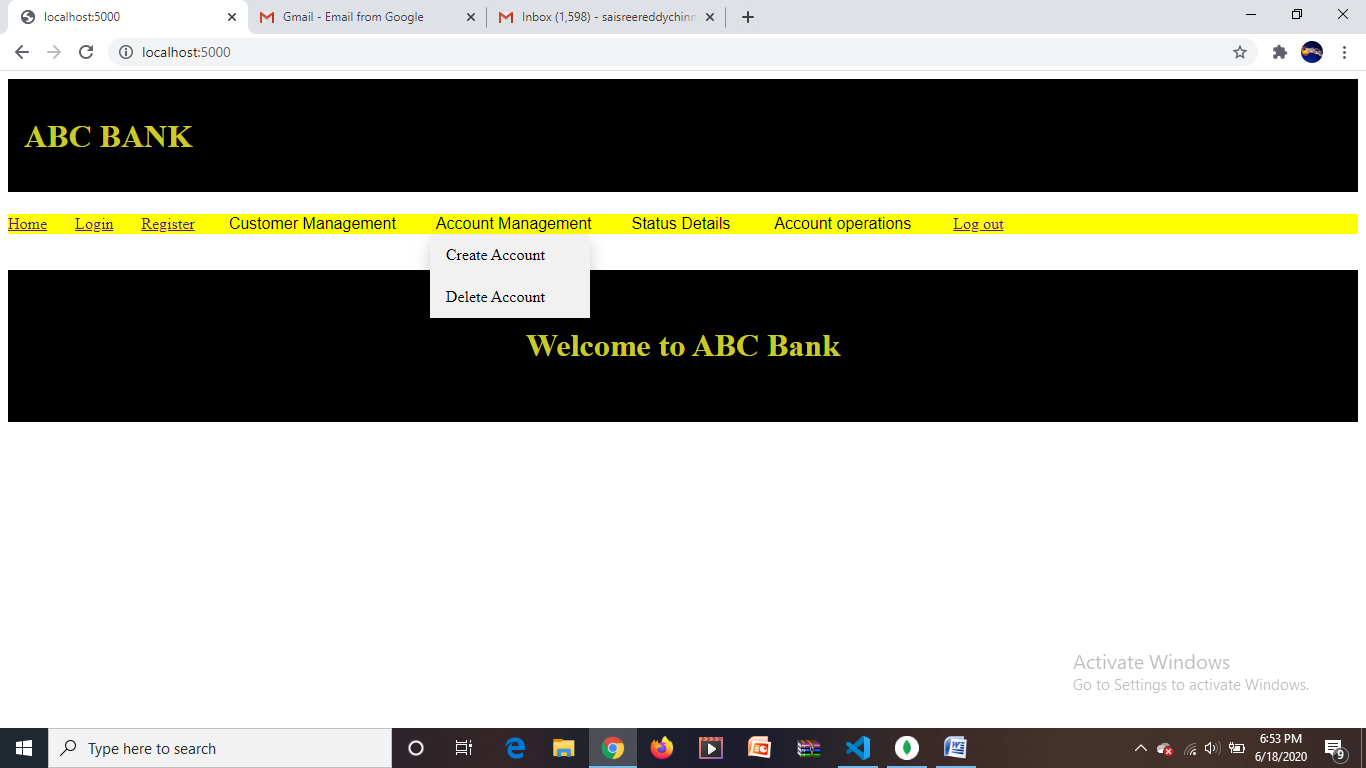 localhost:5000
Gmail - Email from Google
Inbox (1,598) - saisreereddychinn
localhost:5000
ABC BANK
Home Login Register Customer Management Account Management Status Details Account operations Log out
Create Account
Delete Account
Welcome to ABC Bank
Activate Windows
Go to Settings to activate Windows.
Type here to search
6:53 PM
6/18/2020
9